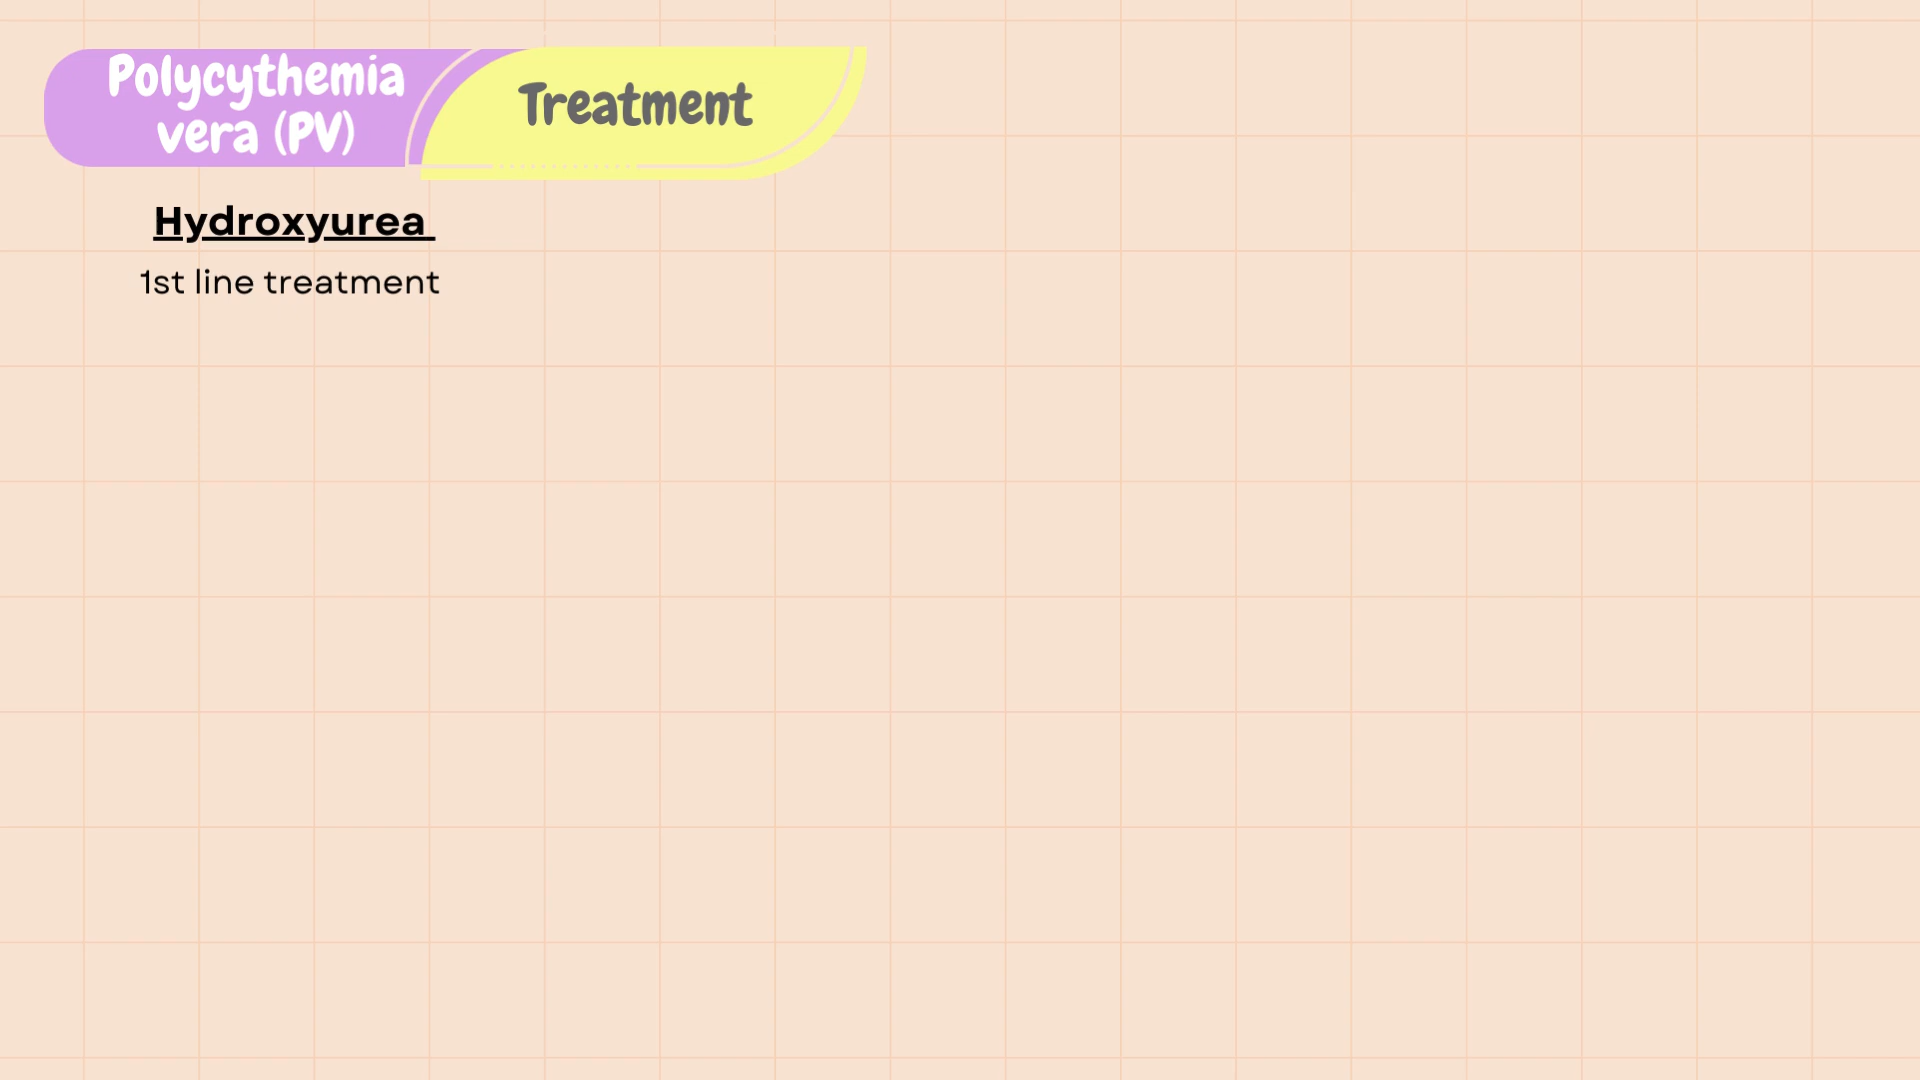 Polycythemia
vera (PV)
Treatment
Hydroxyurea
1st line treatment